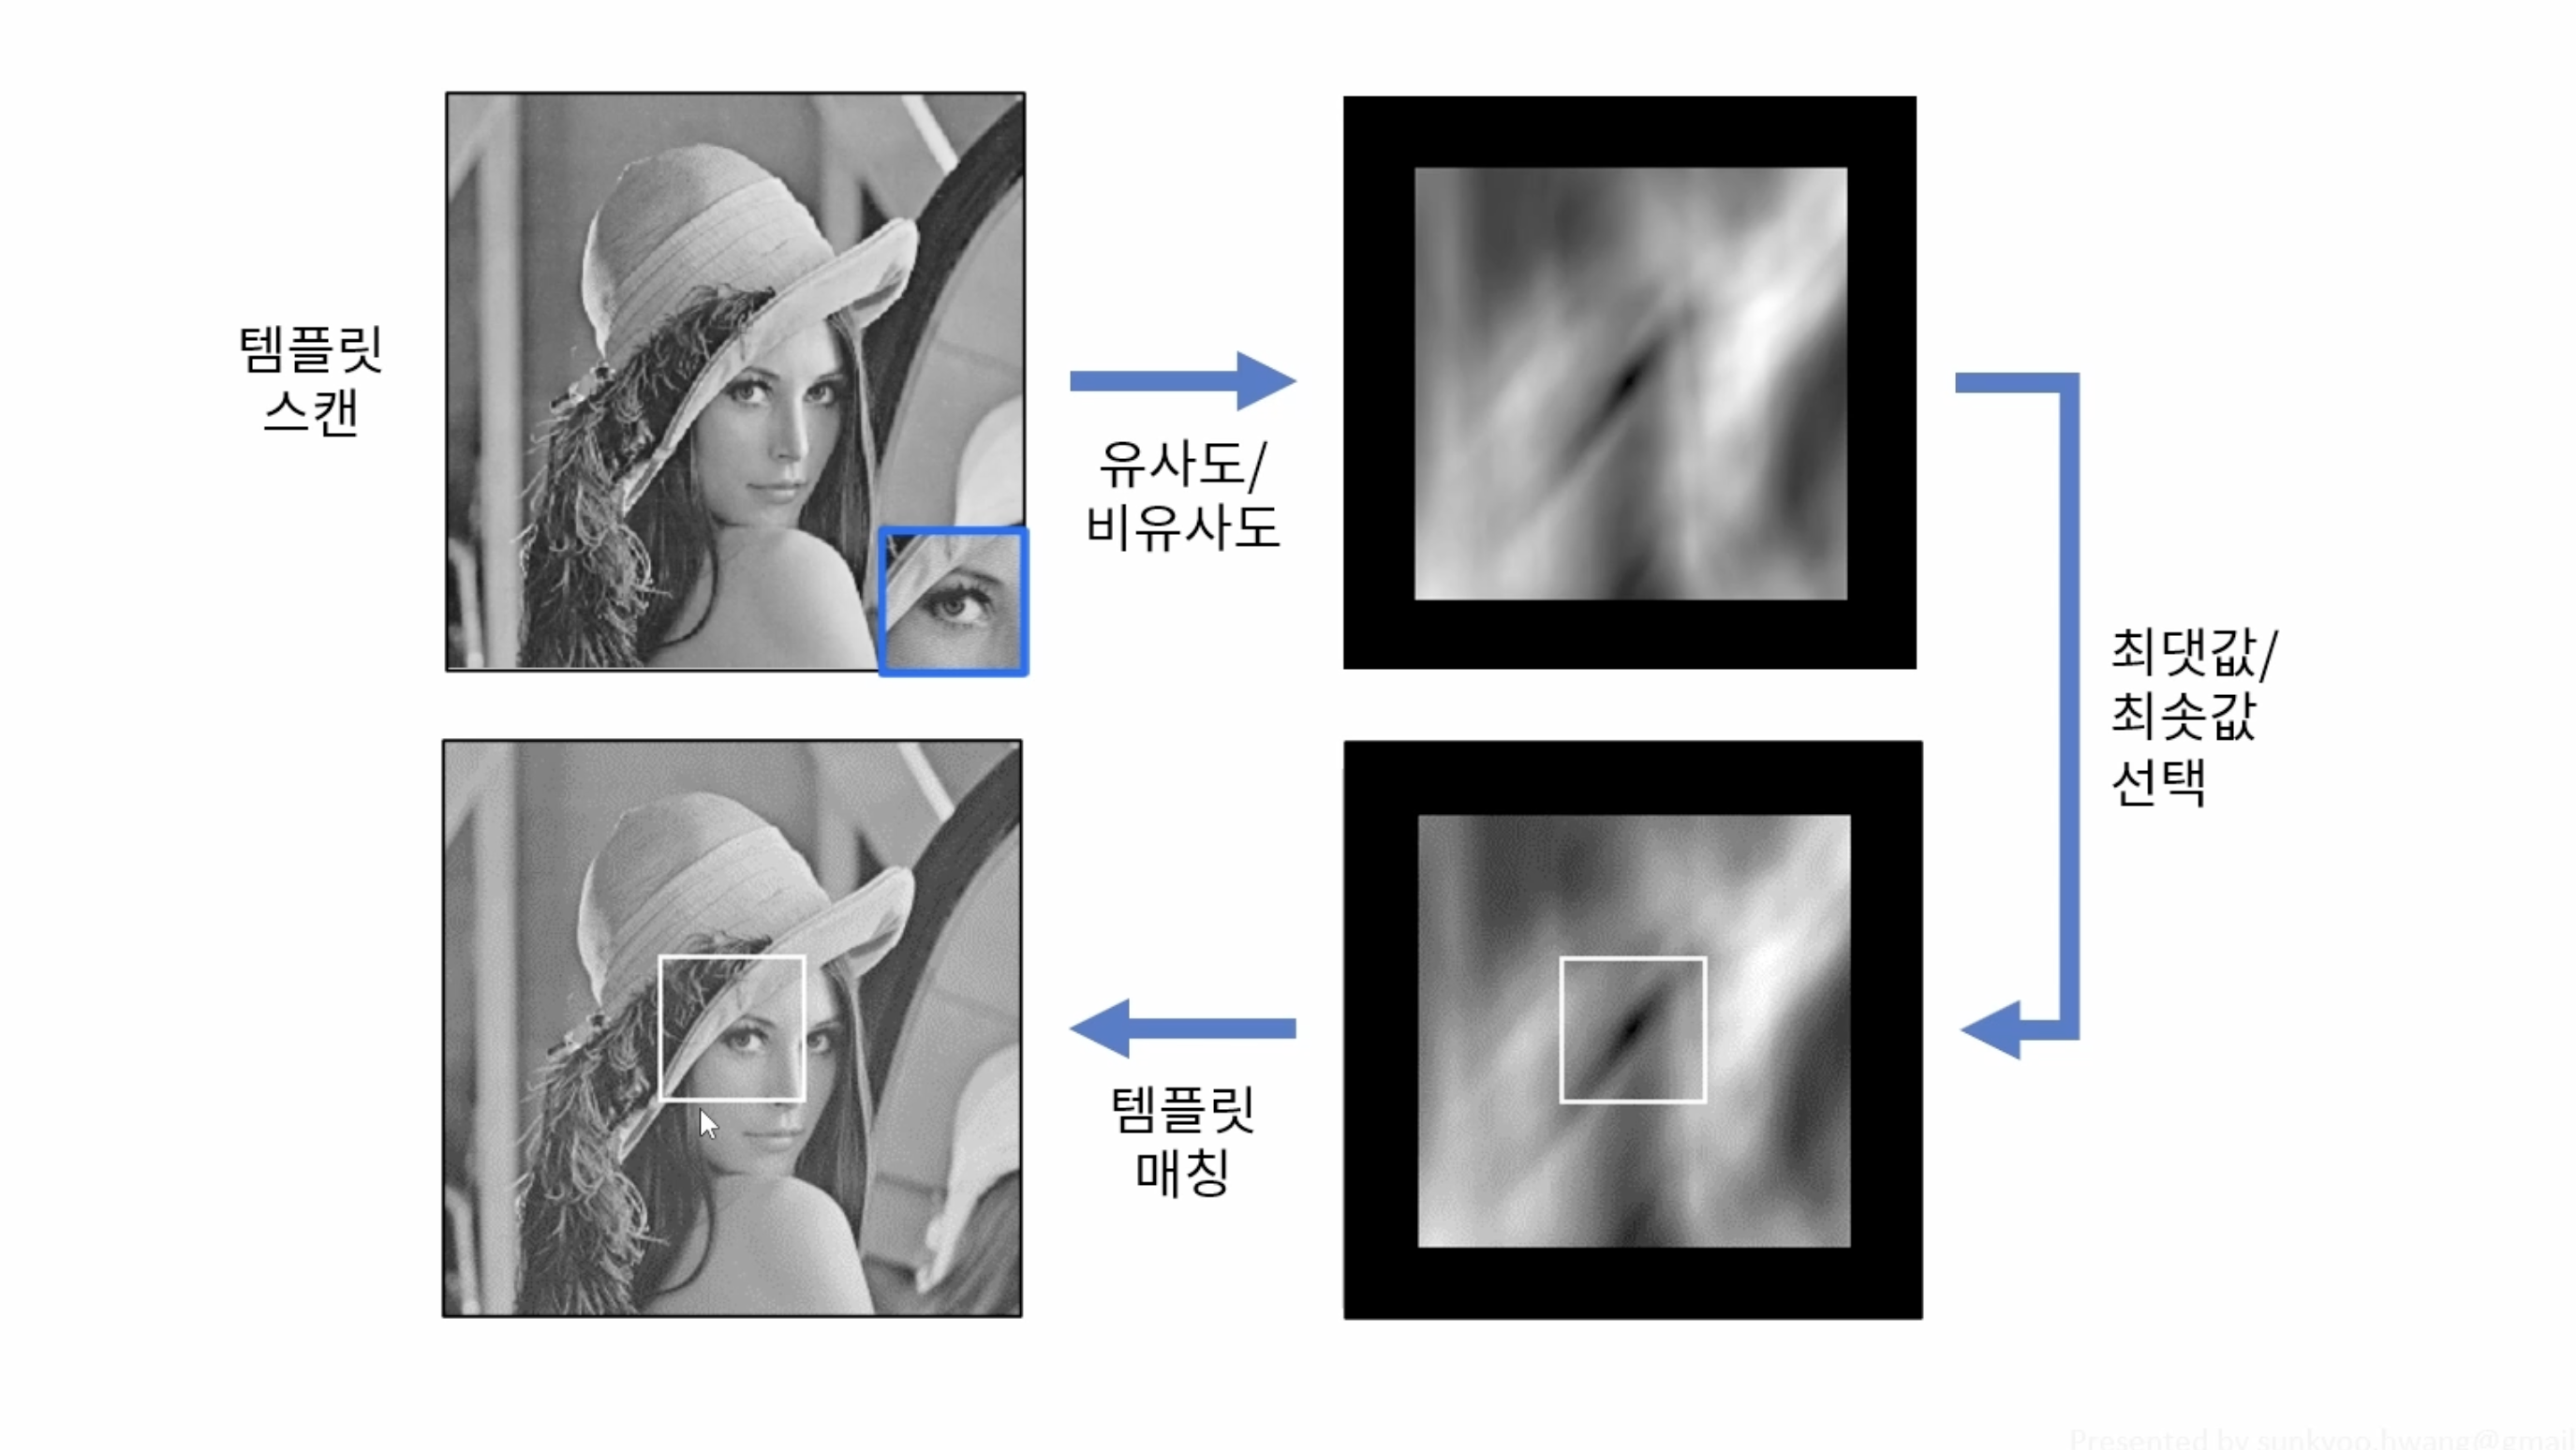 템플릿
스캔
유사도/
비유사도
최댓값/
최솟값
선택
템플릿
매칭
Presented by sunkyoo.hwang@gmail